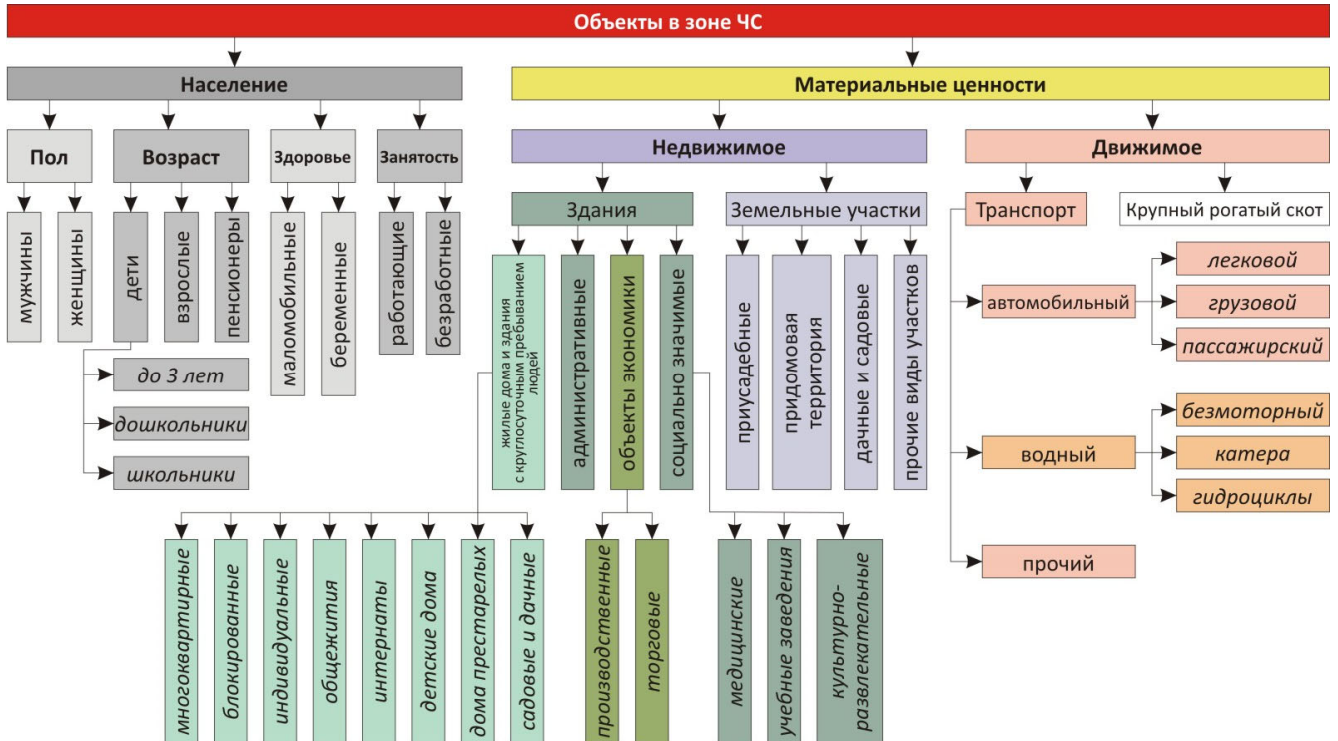 Объекты в зоне ЧС
Население
Материальные ценности
Пол
Возраст
Здоровье
Занятость
Недвижимое
Движимое
мужчины
женщины
дети
взрослые
пенсионеры
маломобильные
беременные
работающие
безработные
до 3 лет
дошкольники
школьники
Здания
Земельные участки
Транспорт
Крупный рогатый скот
жилые дома и здания
с круглосуточным пребыванием
людей
административные
объекты экономики
социально значимые
приусадебные
придомовая
территория
дачные и садовые
прочие виды участков
автомобильный
легковой
грузовой
пассажирский
водный
безмоторный
катера
гидроциклы
прочий
многоквартирные
блокированные
индивидуальные
общежития
интернаты
детские дома
дома престарелых
садовые и дачные
производственные
торговые
медицинские
учебные заведения
культурно-
развлекательные